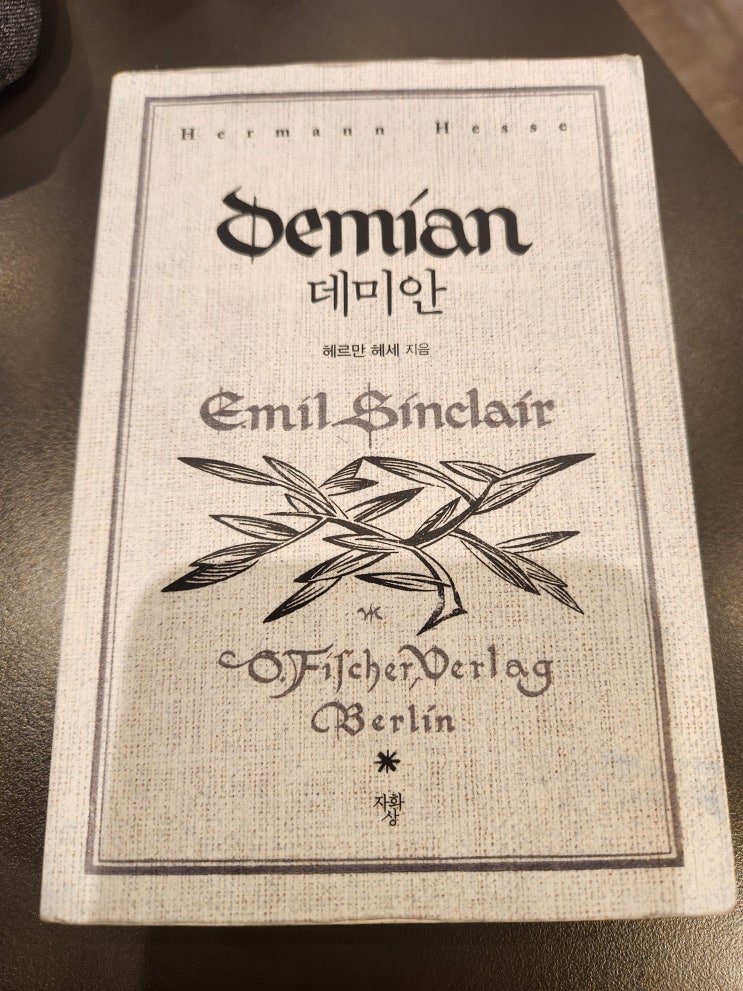 Hermann Hesse
Demian
데미안
헤르만 헤세 지음
Emil Sinclair
S. Fischer, Verlag
Berlin
자화상